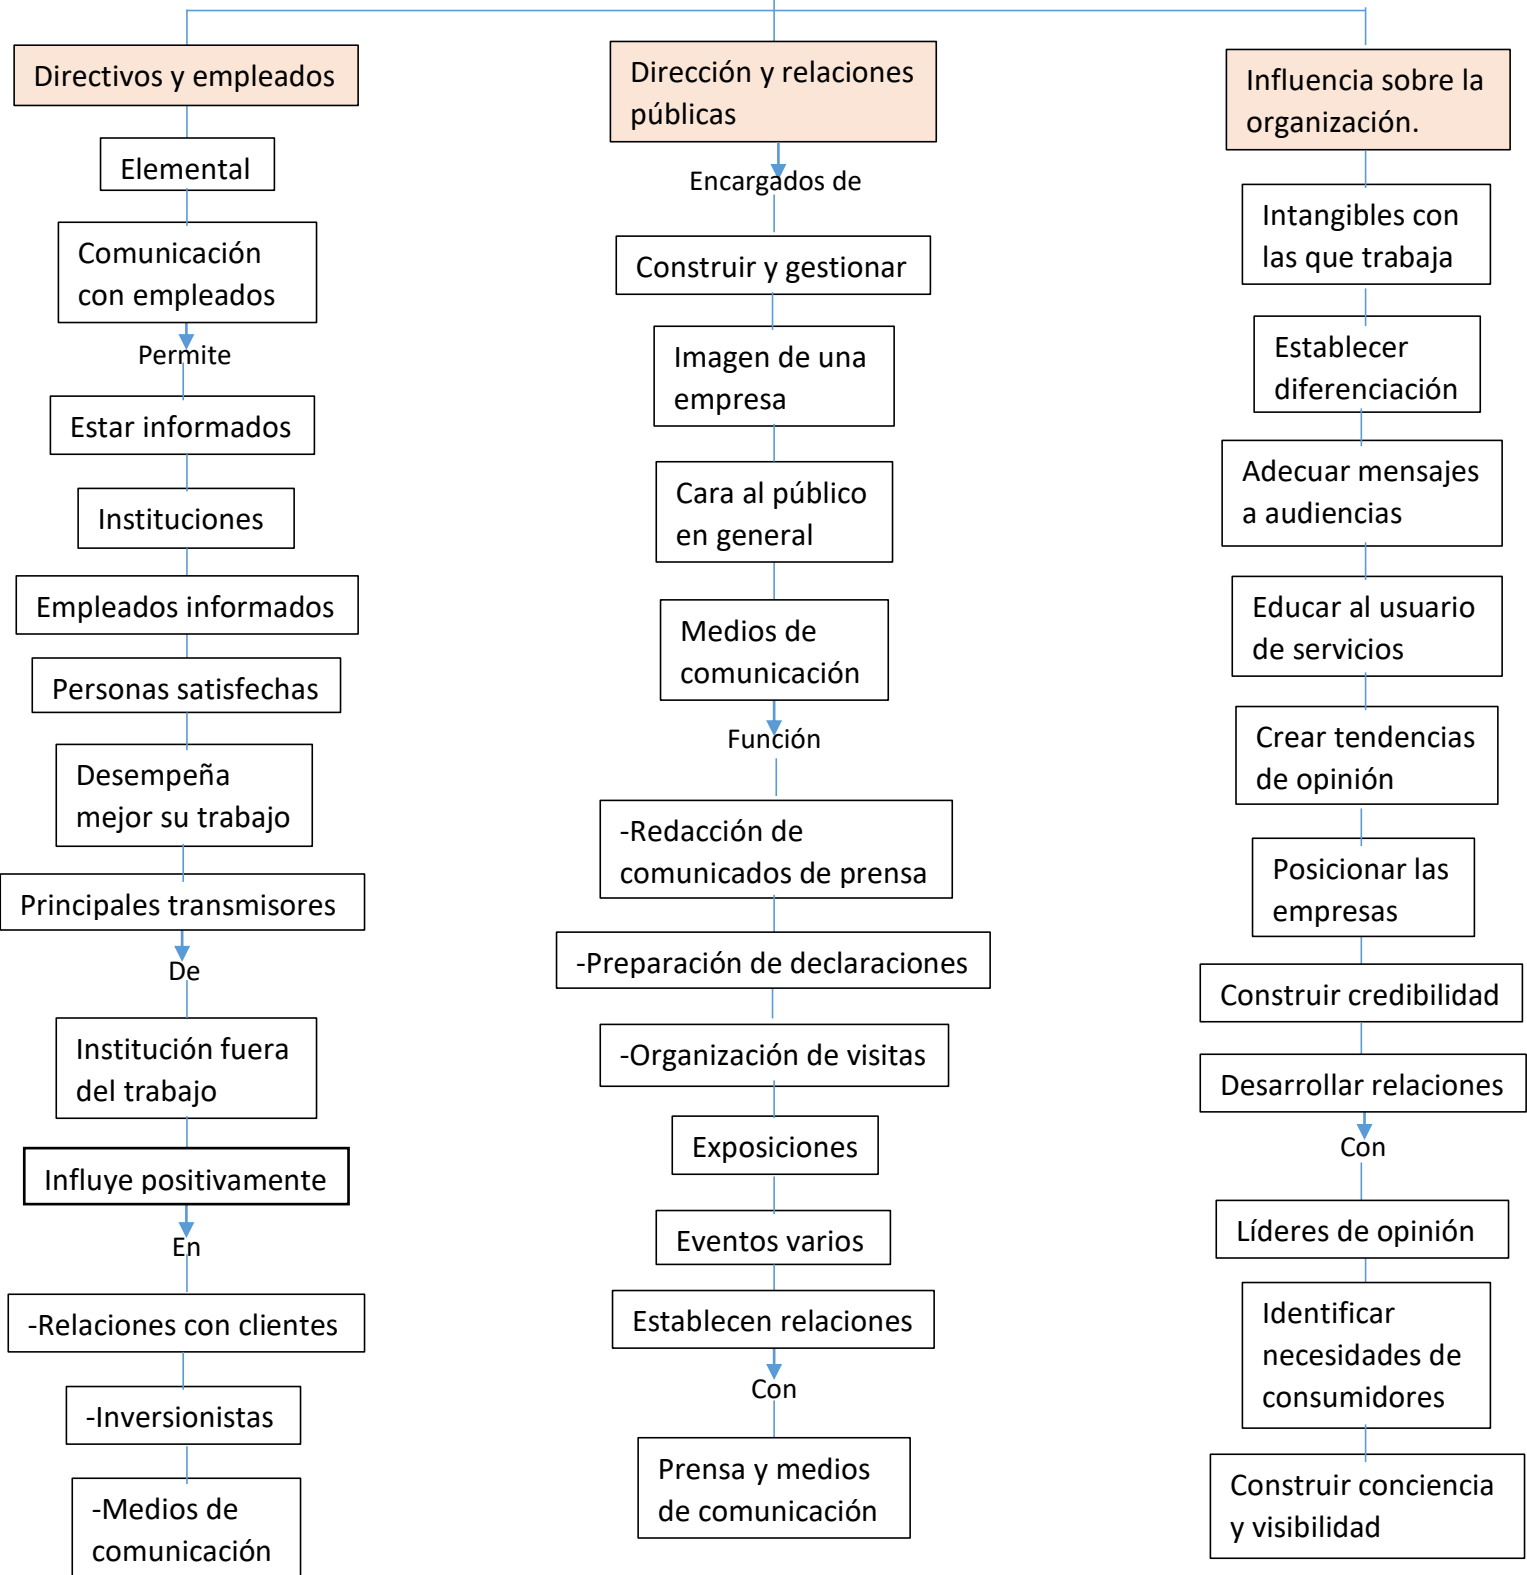 Directivos y empleados
Elemental
Comunicación
con empleados
Permite
Estar informados
Instituciones
Empleados informados
Personas satisfechas
Desempeña
mejor su trabajo
Principales transmisores
De
Institución fuera
del trabajo
Influye positivamente
En
-Relaciones con clientes
-Inversionistas
-Medios de
comunicación
Dirección y relaciones
públicas
Encargados de
Construir y gestionar
Imagen de una
empresa
Cara al público
en general
Medios de
comunicación
Función
-Redacción de
comunicados de prensa
-Preparación de declaraciones
-Organización de visitas
Exposiciones
Eventos varios
Establecen relaciones
Con
Prensa y medios
de comunicación
Influencia sobre la
organización.
Intangibles con
las que trabaja
Establecer
diferenciación
Adecuar mensajes
a audiencias
Educar al usuario
de servicios
Crear tendencias
de opinión
Posicionar las
empresas
Construir credibilidad
Desarrollar relaciones
Con
Líderes de opinión
Identificar
necesidades de
consumidores
Construir conciencia
y visibilidad